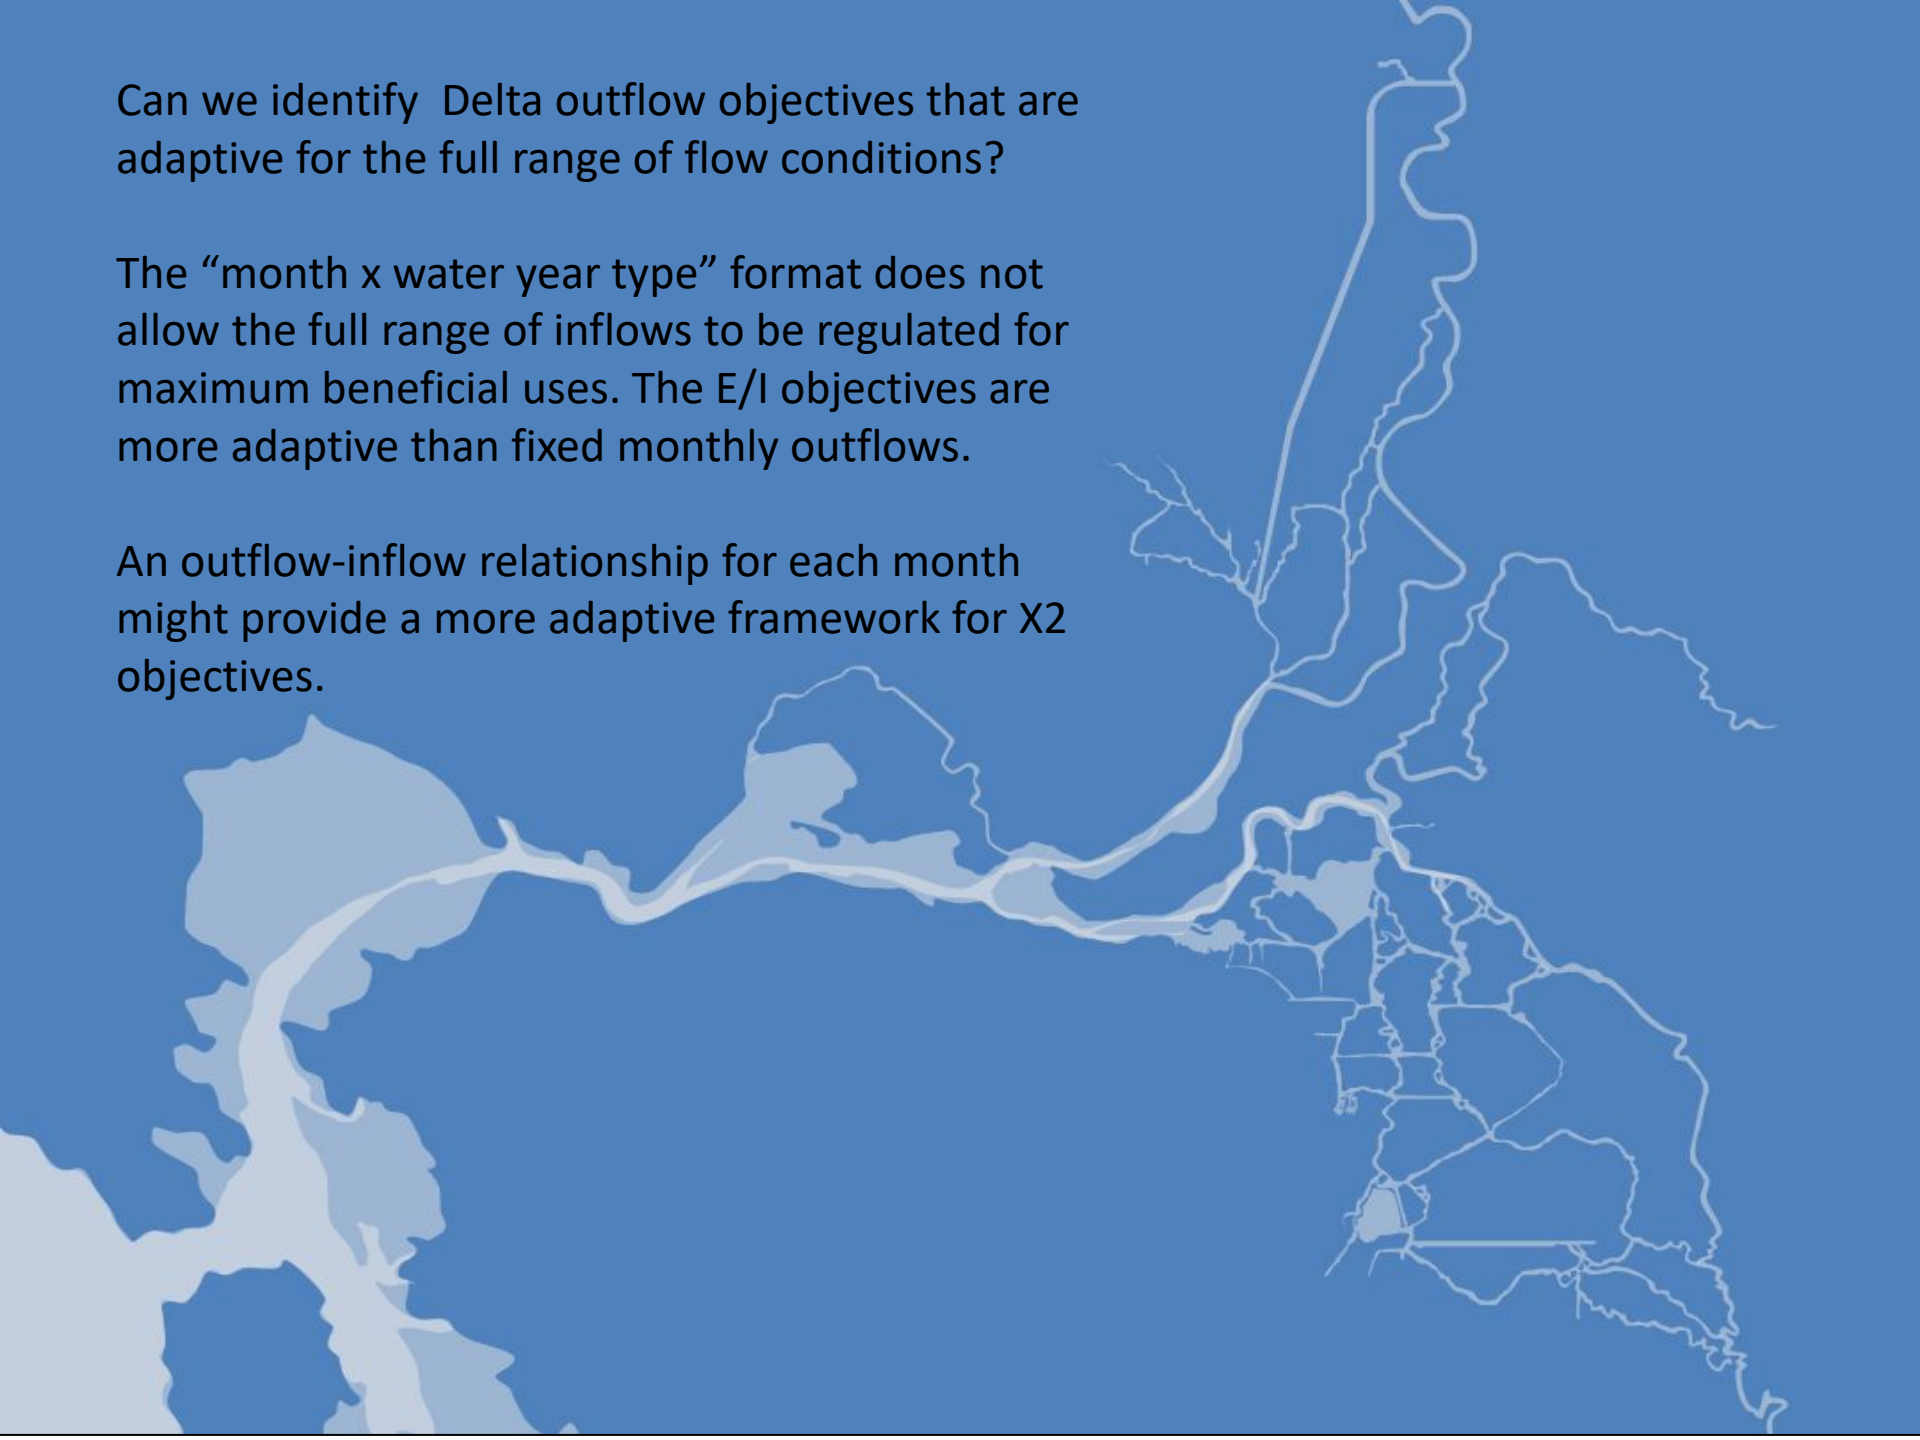 Can we identify  Delta outflow objectives that are
adaptive for the full range of flow conditions?
The “month x water year type” format does not
allow the full range of inflows to be regulated for
maximum beneficial uses. The E/I objectives are
more adaptive than fixed monthly outflows.
An outflow-inflow relationship for each month
might provide a more adaptive framework for X2
objectives.